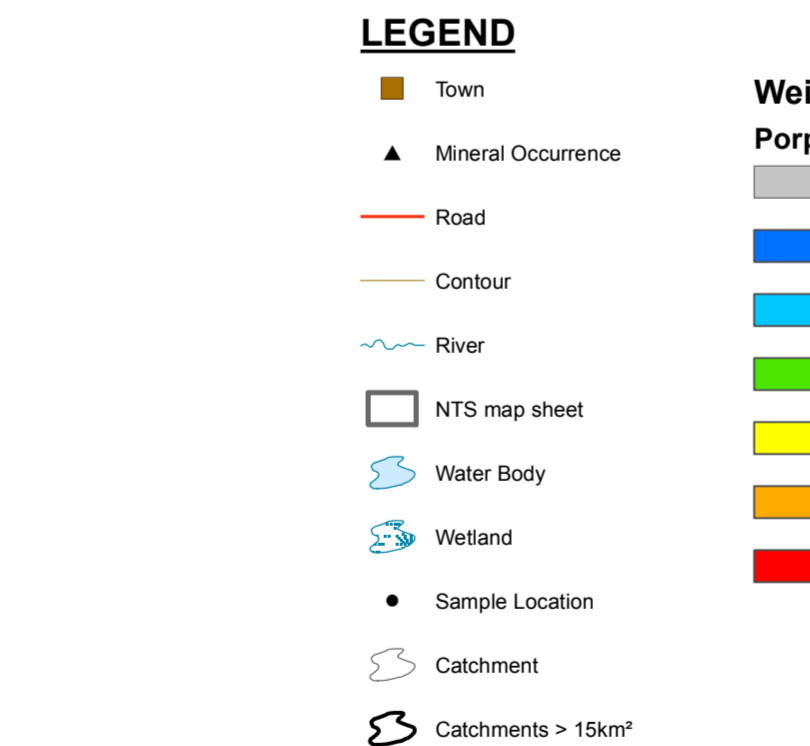 LEGEND
Town
Mineral Occurrence
Road
Contour
River
NTS map sheet
Water Body
Wetland
Sample Location
Catchment
Catchments > 15km²